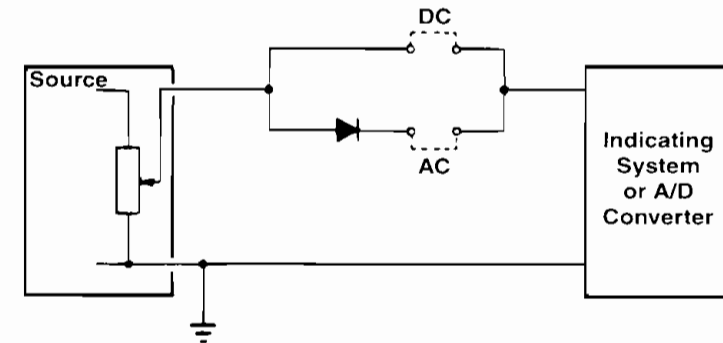 DC
Source
AC
Indicating
System
or A/D
Converter